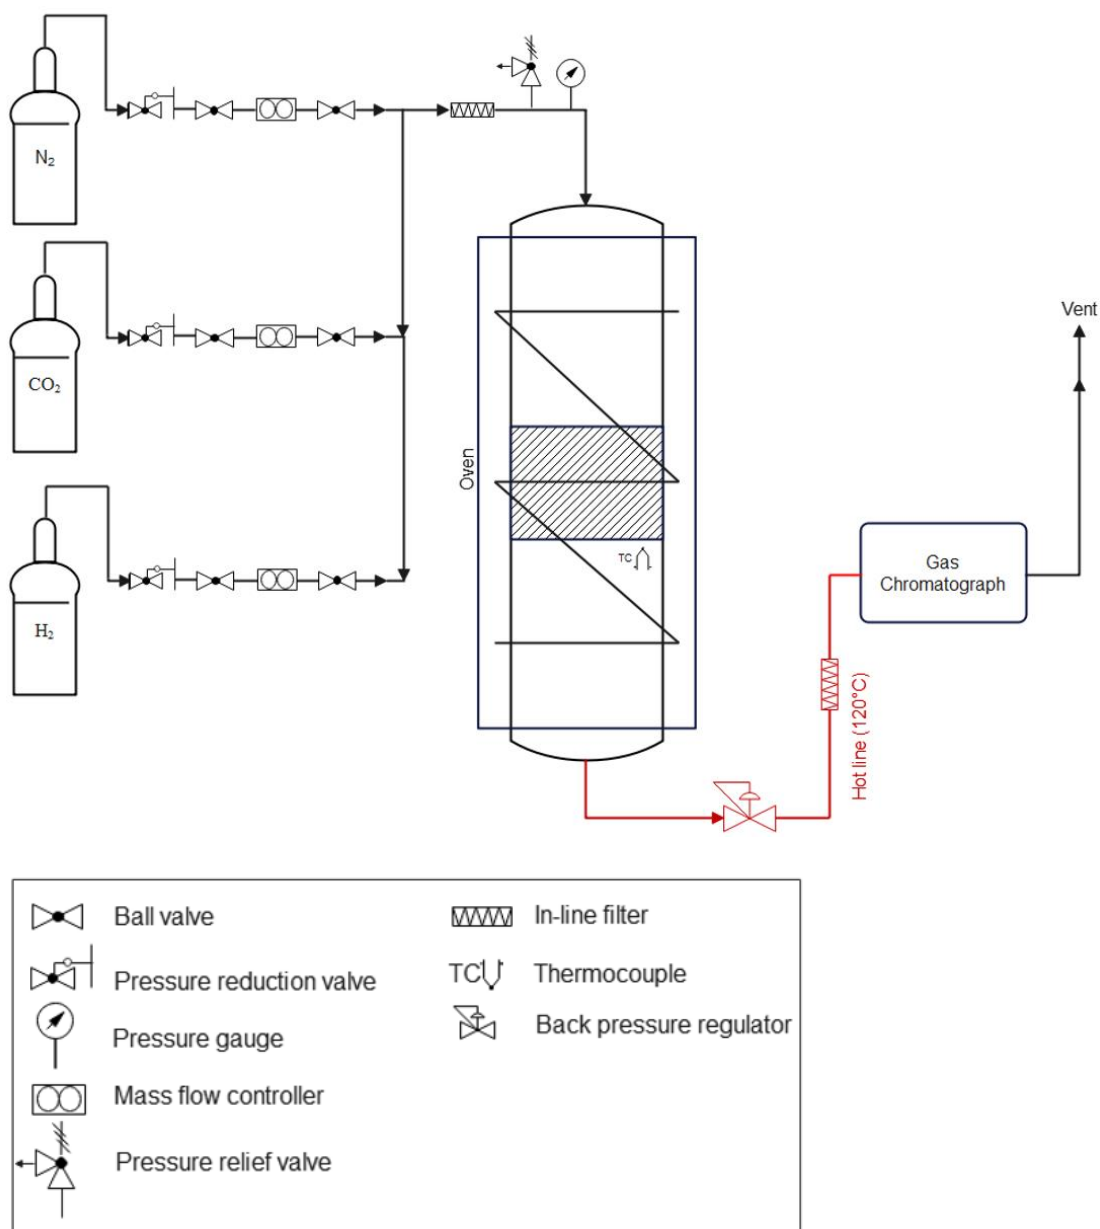 N₂
CO₂
H₂
Oven
TC
Gas
Chromatograph
Vent
Hot line (120°C)
Ball valve
Pressure reduction valve
Pressure gauge
Mass flow controller
Pressure relief valve
In-line filter
TC
Thermocouple
Back pressure regulator